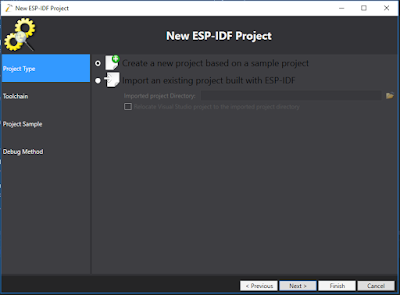 New ESP-IDF Project
New ESP-IDF Project
Project Type
Create a new project based on a sample project
Import an existing project built with ESP-IDF
Imported project Directory:
Relocate Visual Studio project to the imported project directory
Toolchain
Project Sample
Debug Method
< Previous
Next >
Finish
Cancel